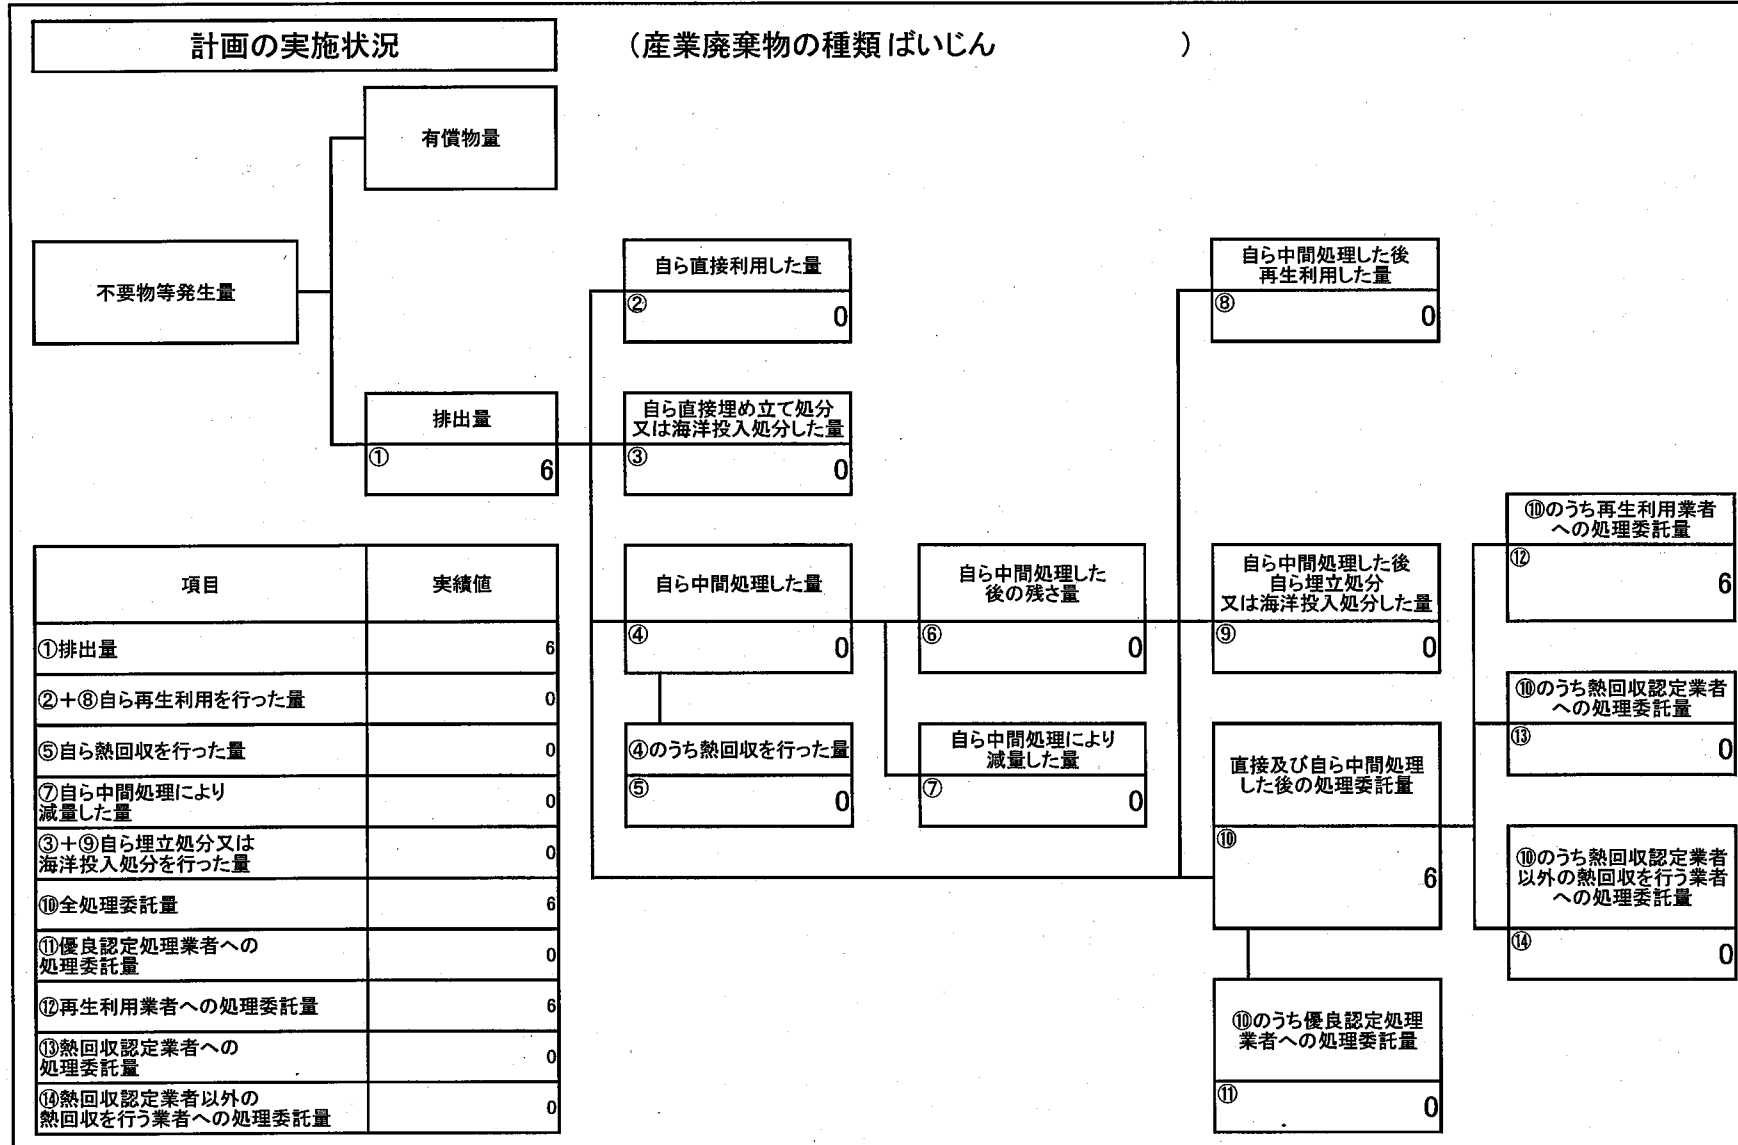 計画の実施状況
(産業廃棄物の種類 ばいじん )
有償物量
不要物等発生量
排出量
①
6
自ら直接利用した量
②
0
自ら直接埋め立て処分
又は海洋投入処分した量
③
0
自ら中間処理した量
④
0
④のうち熱回収を行った量
⑤
0
自ら中間処理した
後の残さ量
⑥
0
自ら中間処理により
減量した量
⑦
0
自ら中間処理した後
再生利用した量
⑧
0
自ら中間処理した後
自ら埋立処分
又は海洋投入処分した量
⑨
0
直接及び自ら中間処理
した後の処理委託量
⑩
6
⑩のうち優良認定処理
業者への処理委託量
⑪
0
⑩のうち再生利用業者
への処理委託量
⑫
6
⑩のうち熱回収認定業者
への処理委託量
⑬
0
⑩のうち熱回収認定業者
以外の熱回収を行う業者
への処理委託量
⑭
0
項目 実績値
①排出量 6
②+⑧自ら再生利用を行った量 0
⑤自ら熱回収を行った量 0
⑦自ら中間処理により
減量した量 0
③+⑨自ら埋立処分又は
海洋投入処分を行った量 0
⑩全処理委託量 6
⑪優良認定処理業者への
処理委託量 0
⑫再生利用業者への処理委託量 6
⑬熱回収認定業者への
処理委託量 0
⑭熱回収認定業者以外の
熱回収を行う業者への処理委託量 0